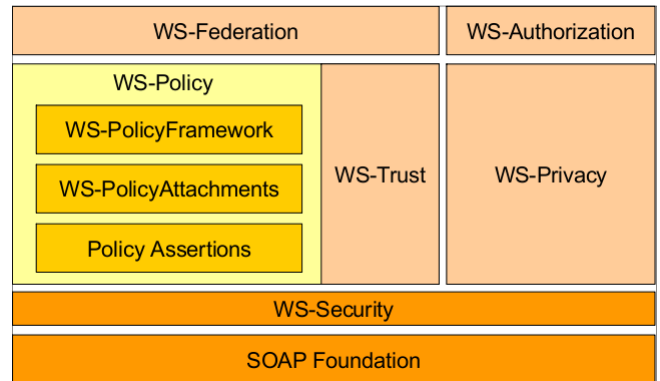 WS-Federation
WS-Authorization
WS-Policy
WS-PolicyFramework
WS-PolicyAttachments
Policy Assertions
WS-Trust
WS-Privacy
WS-Security
SOAP Foundation